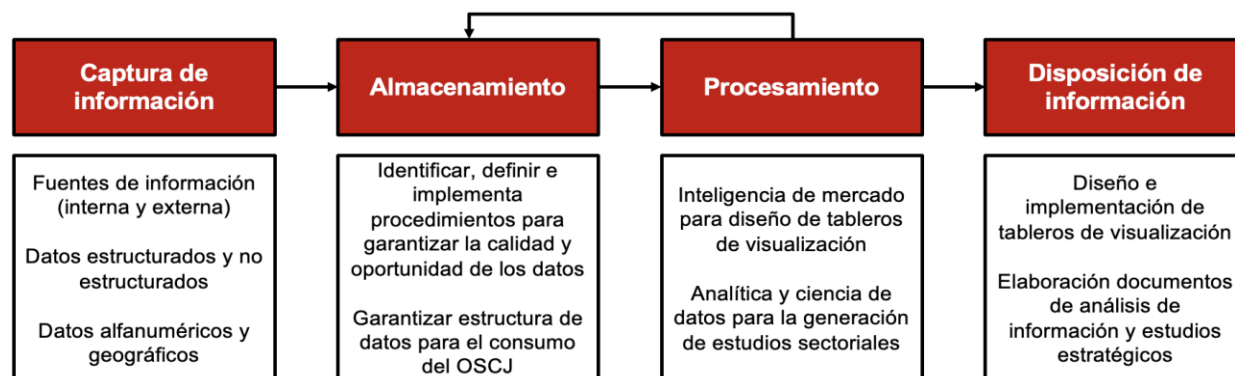 Captura de
información
Almacenamiento
Procesamiento
Disposición de
información
Fuentes de información
(interna y externa)
Datos estructurados y no
estructurados
Datos alfanuméricos y
geográficos
Identificar, definir e
implementa
procedimientos para
garantizar la calidad y
oportunidad de los datos
Garantizar estructura de
datos para el consumo
del OSCJ
Inteligencia de mercado
para diseño de tableros
de visualización
Analítica y ciencia de
datos para la generación
de estudios sectoriales
Diseño e
implementación de
tableros de visualización
Elaboración documentos
de análisis de
información y estudios
estratégicos